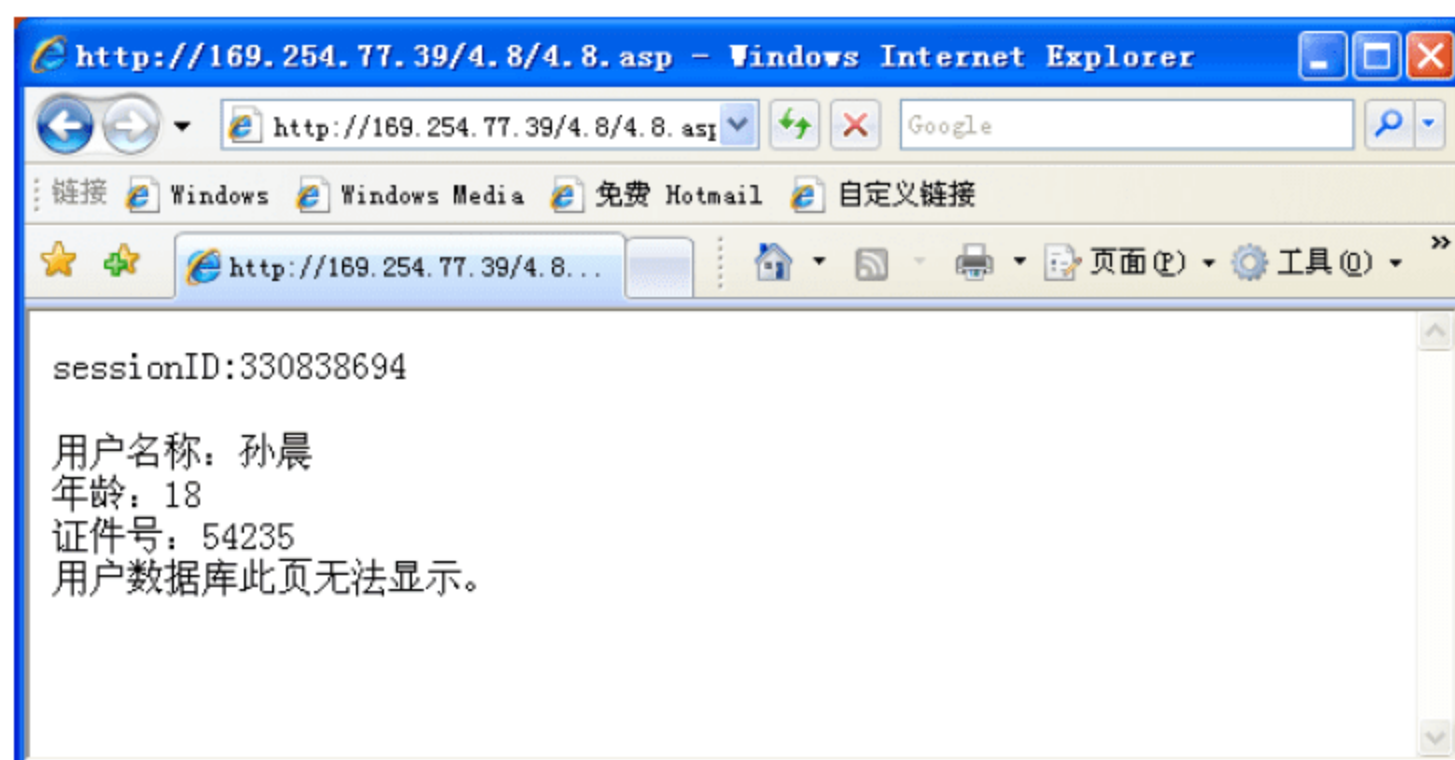 http://169.254.77.39/4.8/4.8.asp - Windows Internet Explorer
http://169.254.77.39/4.8/4.8.asp Google
链接 Windows Windows Media 免费 Hotmail 自定义链接
http://169.254.77.39/4.8... 页面(P) 工具(O) »
sessionID:330838694
用户名称：孙晨
年龄：18
证件号：54235
用户数据库此页无法显示。